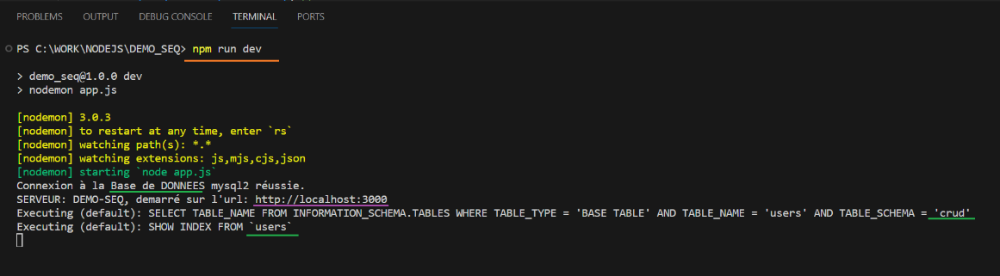 PROBLEMS OUTPUT DEBUG CONSOLE TERMINAL PORTS
PS C:\WORK\NODEJS\DEMO_SEQ> npm run dev
> demo_seq@1.0.0 dev
> nodemon app.js
[nodemon] 3.0.3
[nodemon] to restart at any time, enter `rs`
[nodemon] watching path(s): *.*
[nodemon] watching extensions: js,mjs,cjs,json
[nodemon] starting `node app.js`
Connexion à la Base de DONNEES mysql2 réussie.
SERVEUR: DEMO-SEQ, demarré sur l'url: http://localhost:3000
Executing (default): SELECT TABLE_NAME FROM INFORMATION_SCHEMA.TABLES WHERE TABLE_TYPE = 'BASE TABLE' AND TABLE_NAME = 'users' AND TABLE_SCHEMA = 'crud'
Executing (default): SHOW INDEX FROM `users`